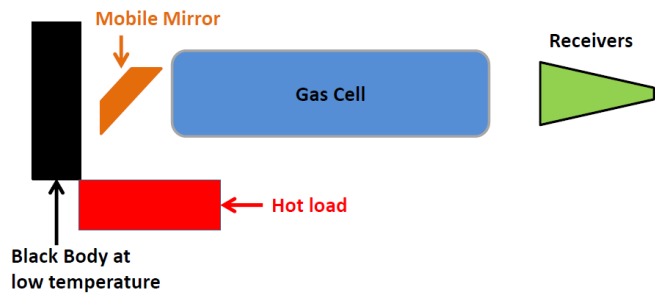 Mobile Mirror
Receivers
Gas Cell
Hot load
Black Body at
low temperature